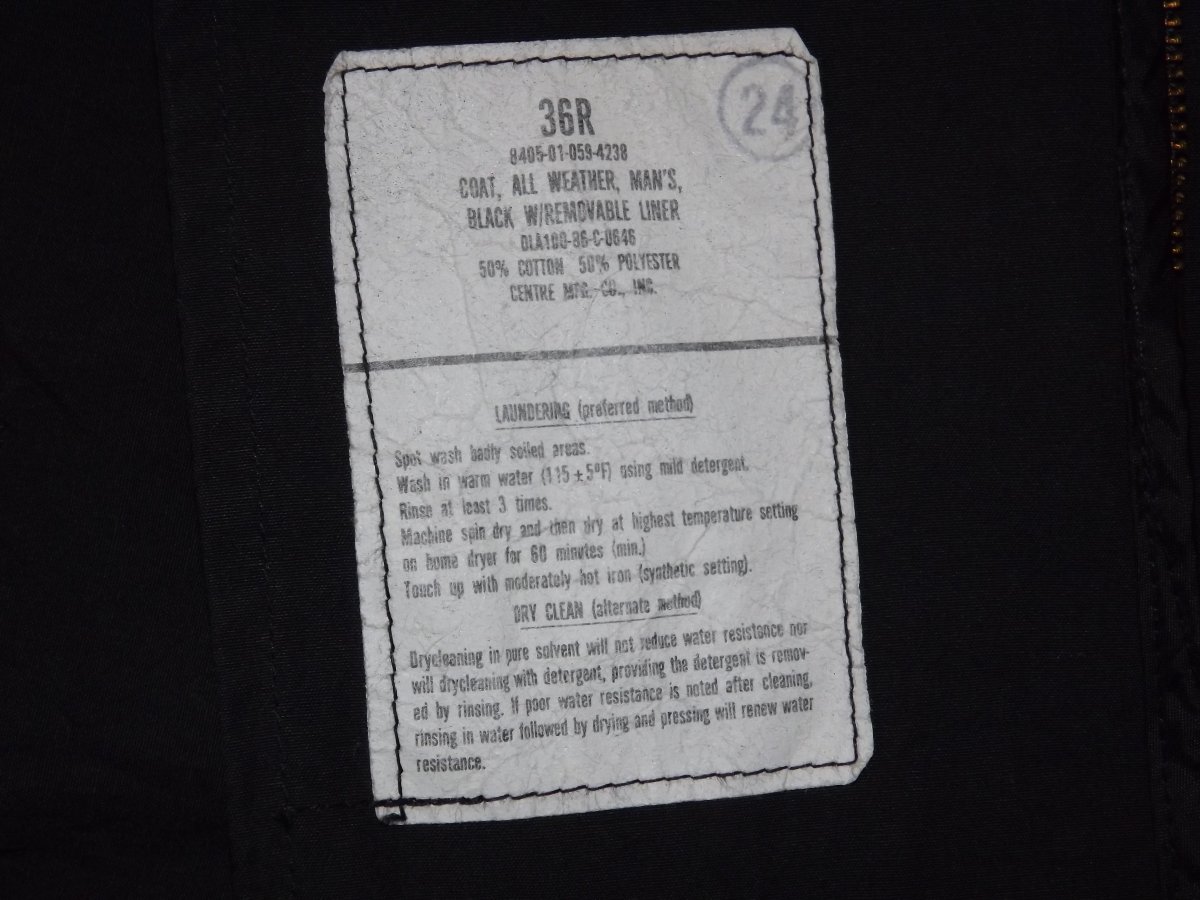 24
36R
8405-01-059-4238
COAT, ALL WEATHER, MAN'S,
BLACK W/REMOVABLE LINER
DLA100-86-C-0646
50% COTTON 50% POLYESTER
CENTRE MFG. CO., INC.
LAUNDERING (preferred method)
Spot wash badly soiled areas.
Wash in warm water (115 ± 5°F) using mild detergent.
Rinse at least 3 times.
Machine spin dry and then dry at highest temperature setting
on home dryer for 60 minutes (min.)
Touch up with moderately hot iron (synthetic setting).
DRY CLEAN (alternate method)
Drycleaning in pure solvent will not reduce water resistance nor
will drycleaning with detergent, providing the detergent is remov-
ed by rinsing. If poor water resistance is noted after cleaning,
rinsing in water followed by drying and pressing will renew water
resistance.